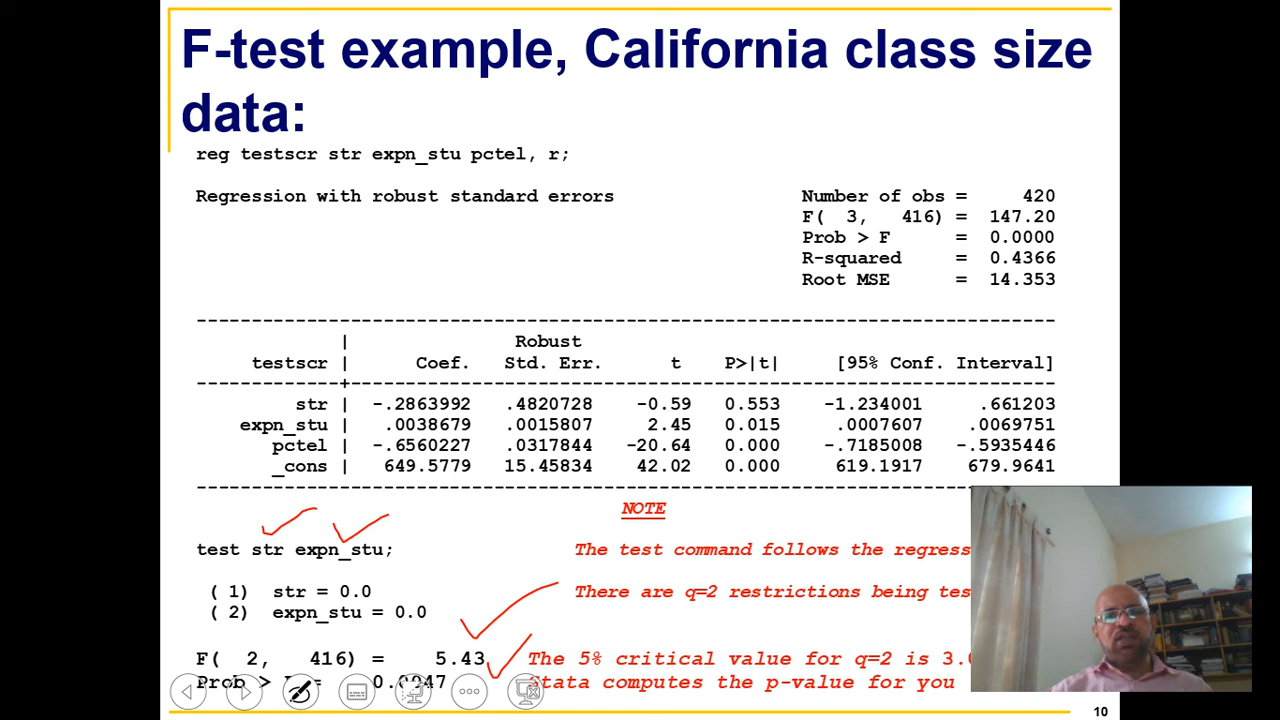 F-test example, California class size
data:
reg testscr str expn_stu pctel, r;
Regression with robust standard errors
Number of obs = 420
F( 3, 416) = 147.20
Prob > F = 0.0000
R-squared = 0.4366
Root MSE = 14.353
--------------------------------------------------------------------------
| Robust
testscr | Coef. Std. Err. t P>|t| [95% Conf. Interval]
-------------+------------------------------------------------------------
str | -.2863992 .4820728 -0.59 0.553 -1.234001 .661203
expn_stu | .0038679 .0015807 2.45 0.015 .0007607 .0069751
pctel | -.6560227 .0317844 -20.64 0.000 -.7185008 -.5935446
_cons | 649.5779 15.45834 42.02 0.000 619.1917 679.9641
--------------------------------------------------------------------------
NOTE
test str expn_stu; The test command follows the regress
( 1) str = 0.0 There are q=2 restrictions being tes
( 2) expn_stu = 0.0
F( 2, 416) = 5.43 The 5% critical value for q=2 is 3.
Prob > = 0.0047 Stata computes the p-value for you
10